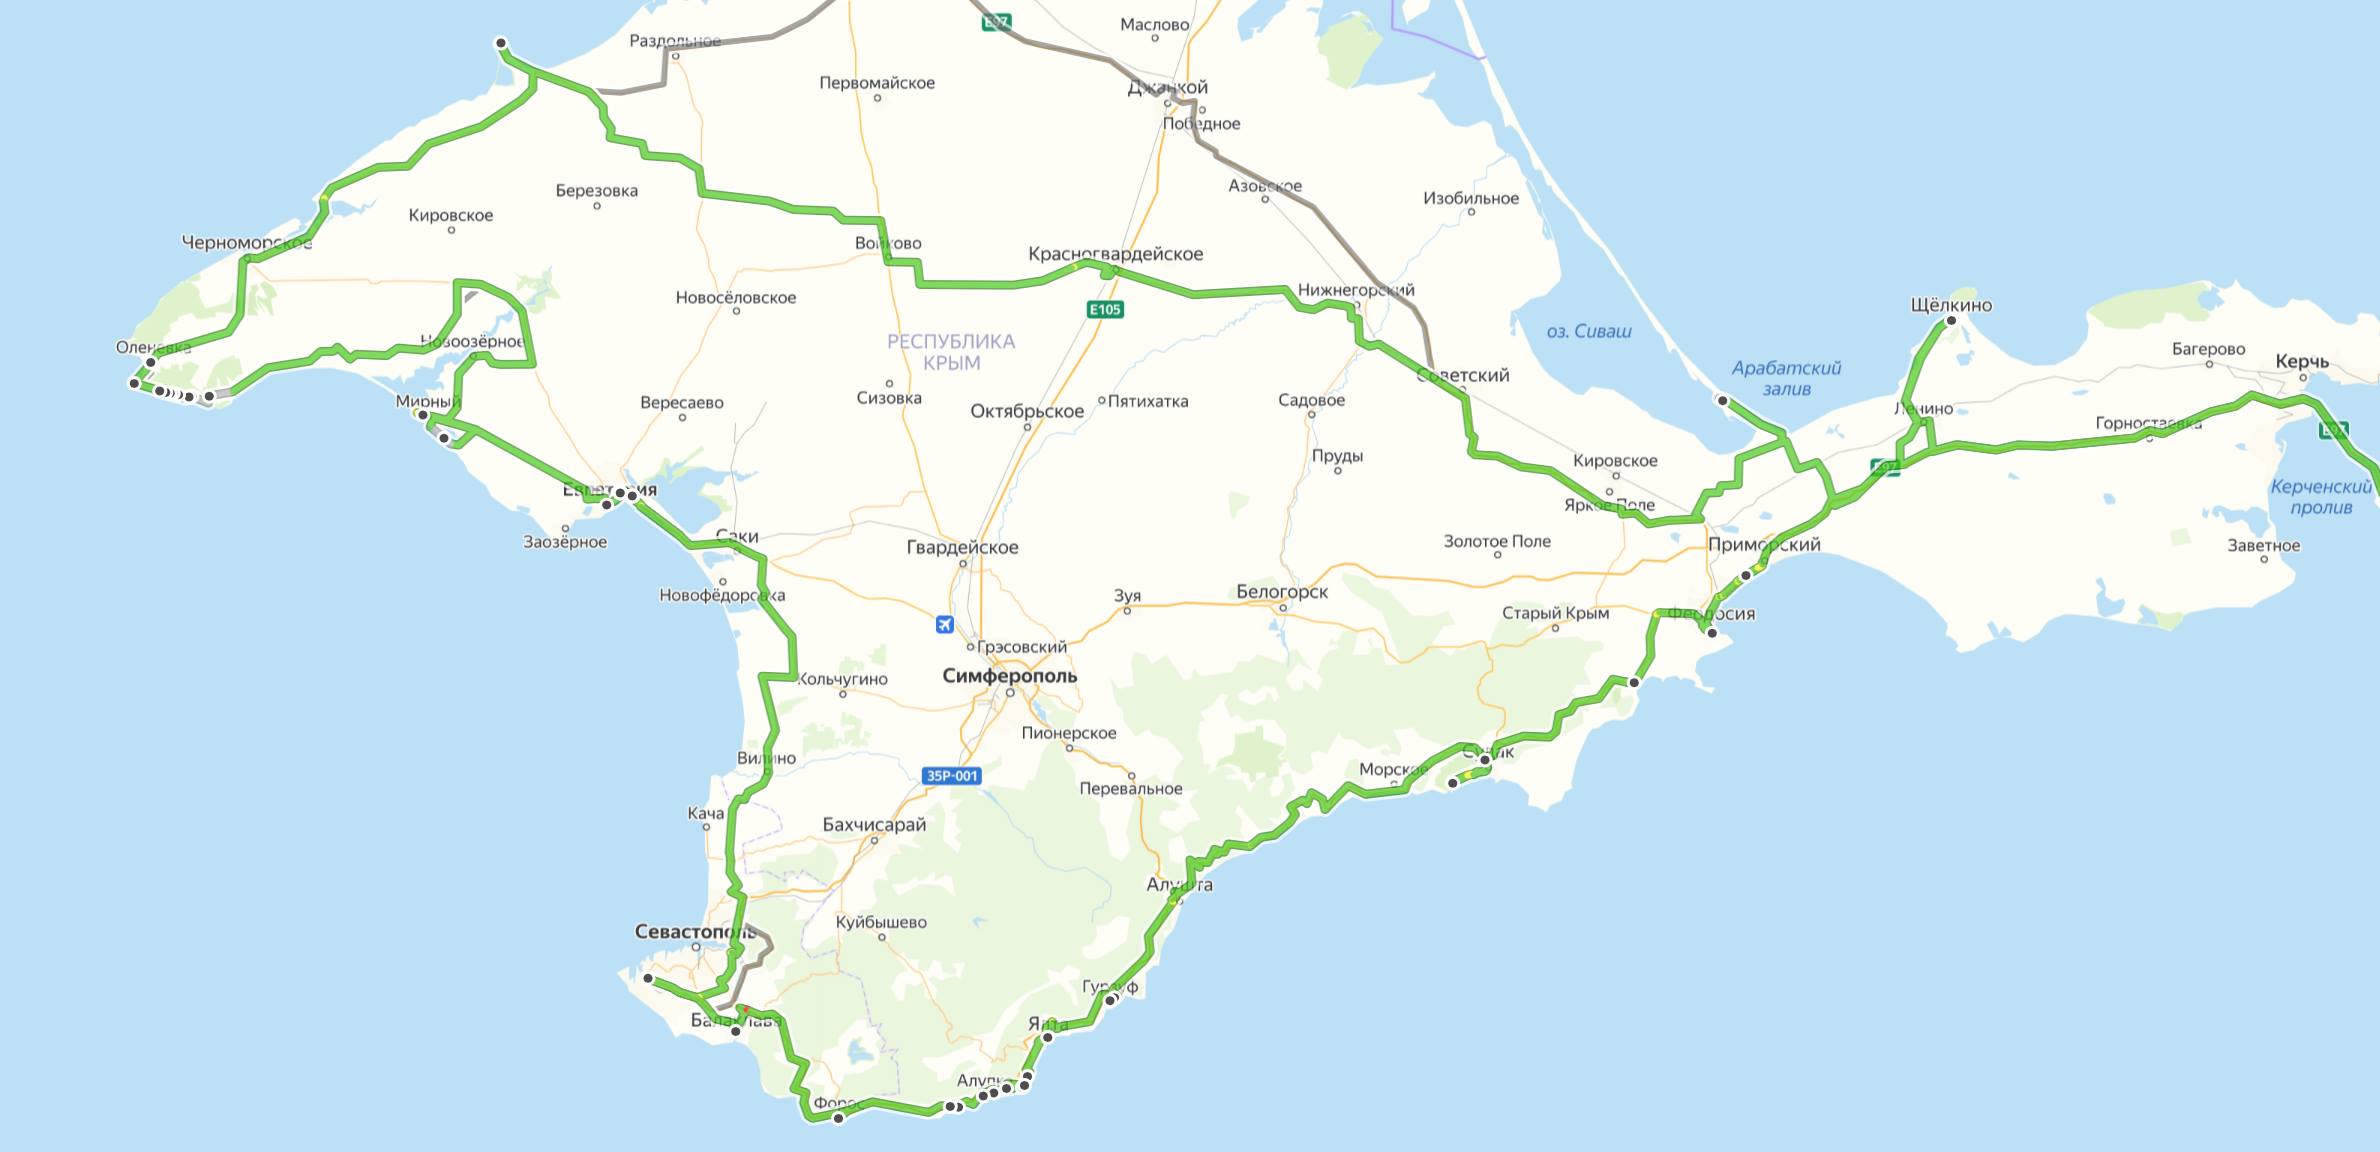 E97
Маслово
Раздольное
Первомайское
Джанкой
Победное
Березовка
Азовское
Изобильное
Кировское
Черноморское
Войково
Красногвардейское
Новосёловское
Нижнегорский
E105
Щёлкино
РЕСПУБЛИКА
КРЫМ
оз. Сиваш
Оленевка
Новоозёрное
Багерово
Керчь
Арабатский
залив
Советский
Мирный
Вересаево
Сизовка
Октябрьское
Пятихатка
Садовое
Ленино
Горностаевка
E97
Пруды
Кировское
E97
Евпатория
Яркое Поле
Керченский
пролив
Заозёрное
Саки
Гвардейское
Золотое Поле
Приморский
Заветное
Новофёдоровка
Зуя
Белогорск
Старый Крым
Феодосия
Грэсовский
Симферополь
Кольчугино
Пионерское
Вилино
35Р-001
Перевальное
Морское
Судак
Кача
Бахчисарай
Алушта
Куйбышево
Севастополь
Гурзуф
Балаклава
Ялта
Алупка
Форос